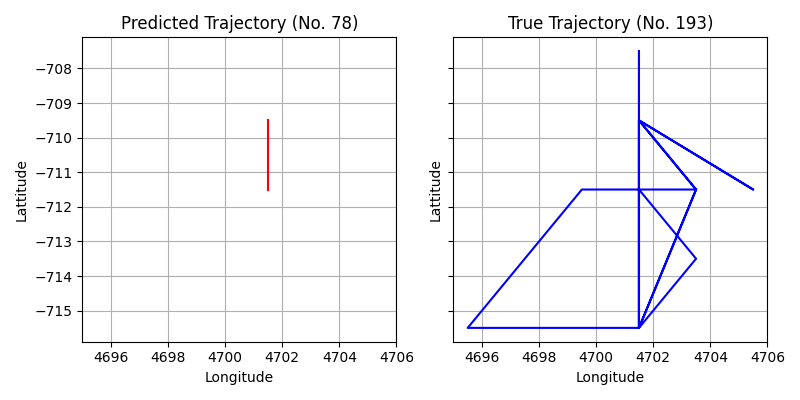 Predicted Trajectory (No. 78)
True Trajectory (No. 193)
Lattitude
−708
−709
−710
−711
−712
−713
−714
−715
4696 4698 4700 4702 4704 4706
Longitude
Lattitude
4696 4698 4700 4702 4704 4706
Longitude